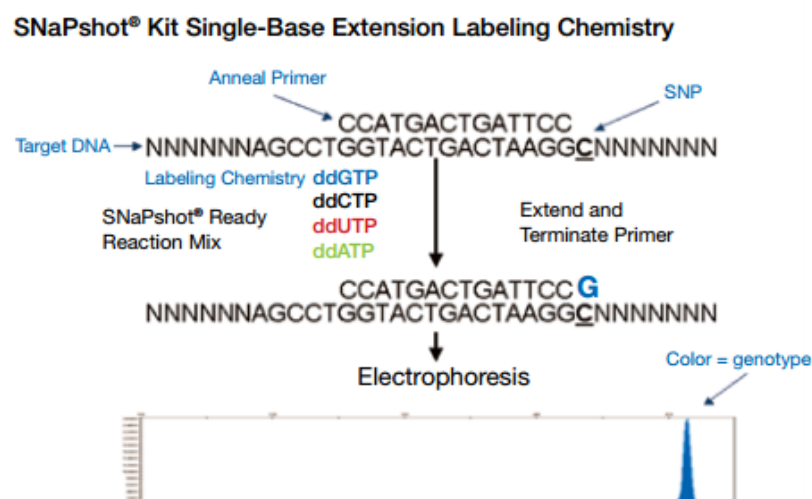 SNaPshot® Kit Single-Base Extension Labeling Chemistry
Anneal Primer
SNP
CCATGACTGATTCC
Target DNA
NNNNNNAGCCTGGTACTGACTAAGGCNNNNNNN
Labeling Chemistry ddGTP
ddCTP
SNaPshot® Ready
Reaction Mix
ddUTP
ddATP
Extend and
Terminate Primer
CCATGACTGATTCC G
NNNNNNAGCCTGGTACTGACTAAGGCNNNNNNN
Electrophoresis
Color = genotype